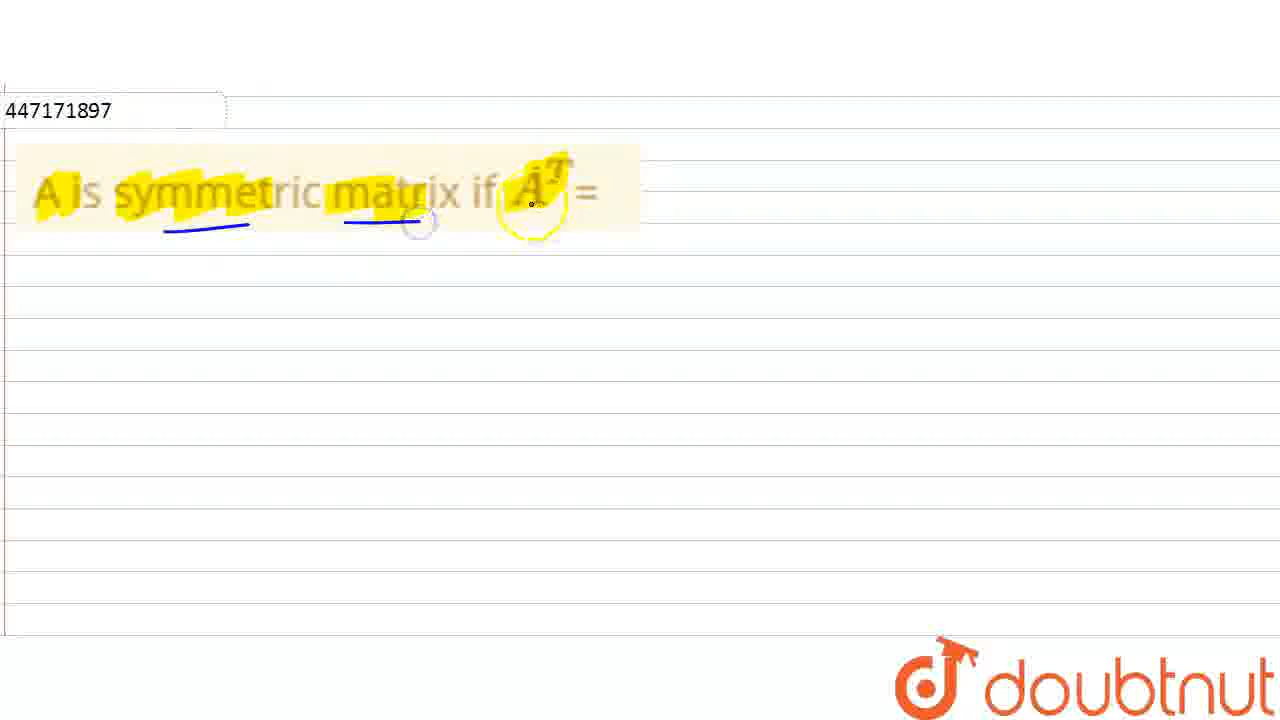 447171897
A is symmetric matrix if A^T =
doubtnut